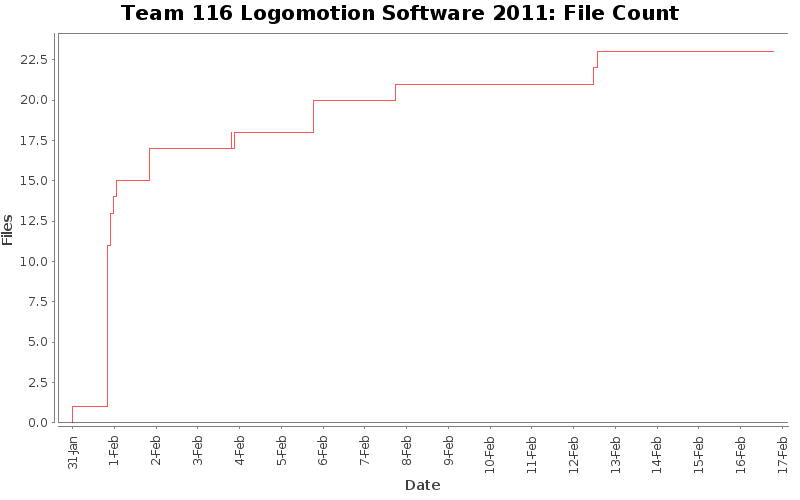 Team 116 Logomotion Software 2011: File Count
22.5
20.0
17.5
15.0
12.5
10.0
7.5
5.0
2.5
0.0
Files
31-Jan
1-Feb
2-Feb
3-Feb
4-Feb
5-Feb
6-Feb
7-Feb
8-Feb
9-Feb
10-Feb
11-Feb
12-Feb
13-Feb
14-Feb
15-Feb
16-Feb
17-Feb
Date